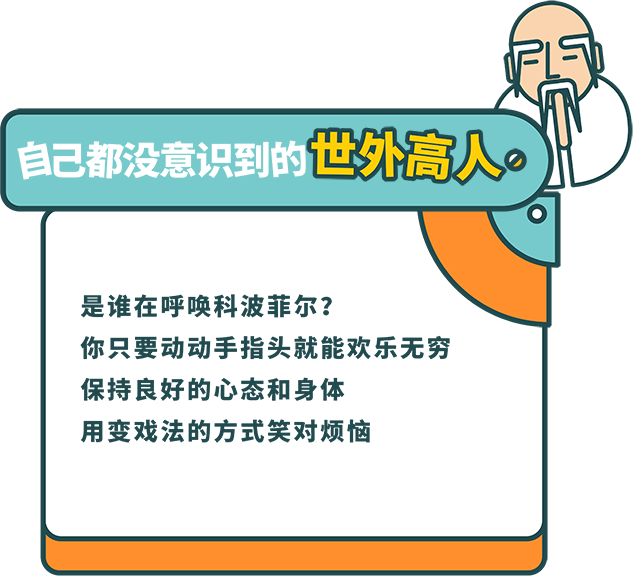 自己都没意识到的世外高人
是谁在呼唤科波菲尔？
你只要动动手指头就能欢乐无穷
保持良好的心态和身体
用变戏法的方式笑对烦恼